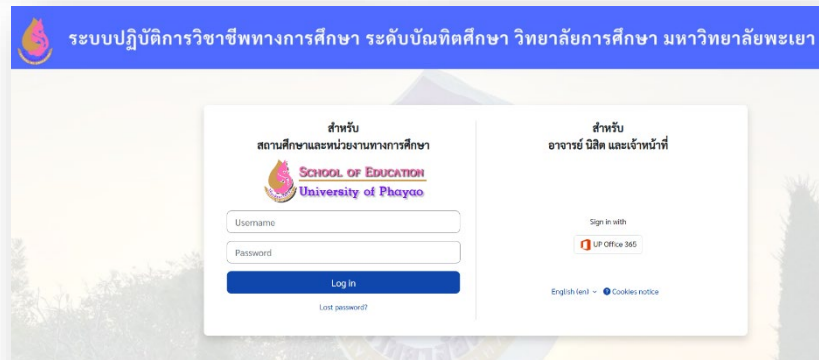 ระบบปฏิบัติการวิชาชีพทางการศึกษา ระดับบัณฑิตศึกษา วิทยาลัยการศึกษา มหาวิทยาลัยพะเยา
สำหรับ
สถานศึกษาและหน่วยงานทางการศึกษา
SCHOOL OF EDUCATION
University of Phayao
Username
Password
Log in
Lost password?
สำหรับ
อาจารย์ นิสิต และเจ้าหน้าที่
Sign in with
UP Office 365
English (en) Cookies notice